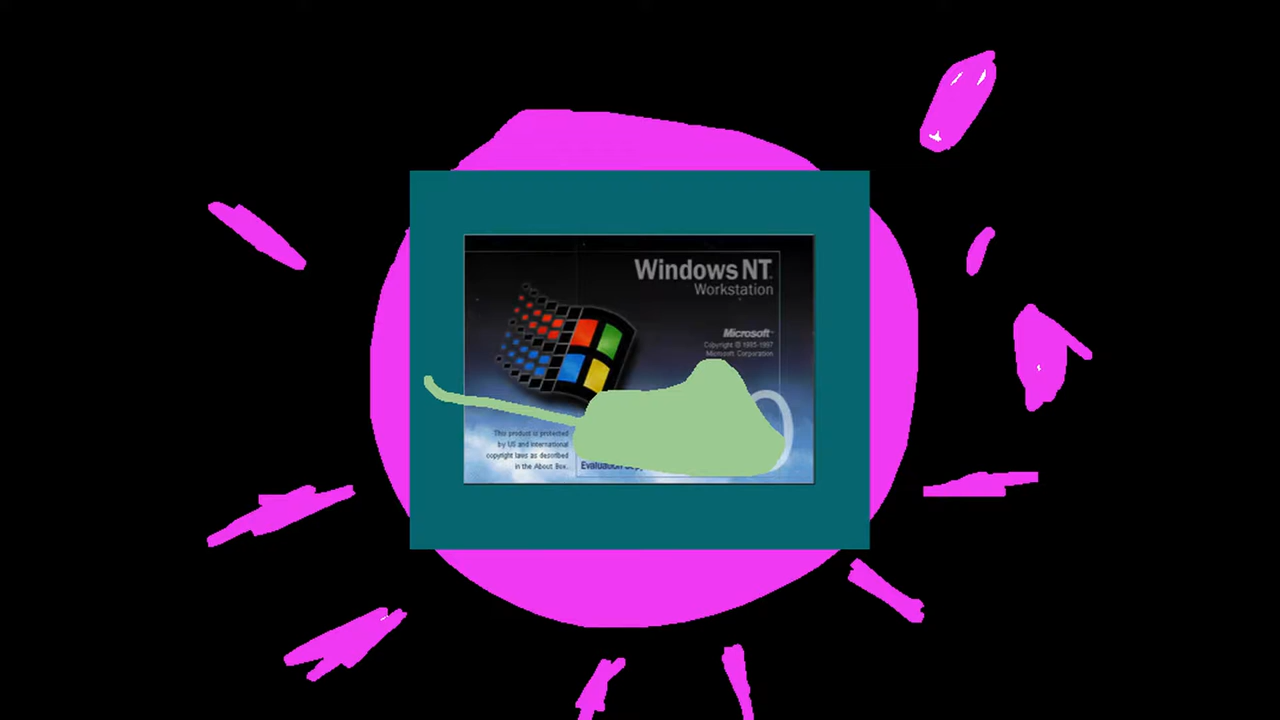 Windows NT
Workstation
Microsoft
Copyright © 1985-1997
Microsoft Corporation
This product is protected
by US and international
copyright laws as described
in the About Box.
Evaluation